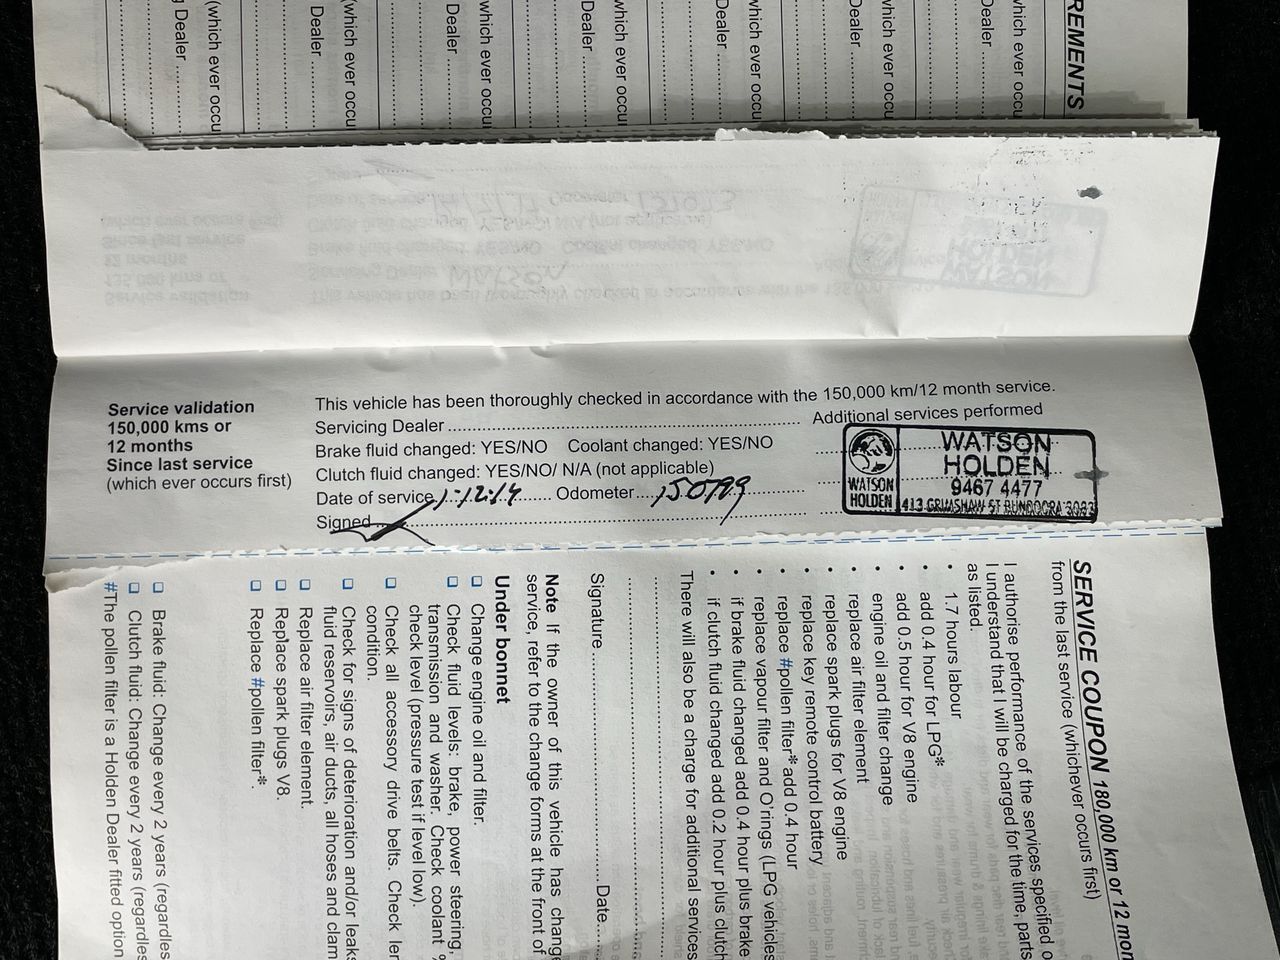 REMENTS
which ever occu
Dealer
which ever occu
Dealer
which ever occu
Dealer
which ever occu
Dealer
which ever occu
Dealer
(which ever occu
Dealer
(which ever occu
g Dealer
Service validation
150,000 kms or
12 months
Since last service
(which ever occurs first)
This vehicle has been thoroughly checked in accordance with the 150,000 km/12 month service.
Servicing Dealer
Additional services performed
Brake fluid changed: YES/NO Coolant changed: YES/NO
Clutch fluid changed: YES/NO/ N/A (not applicable)
Date of service 1.12.14 Odometer 150799
Signed
WATSON
HOLDEN
WATSON
HOLDEN
9467 4477
413 GRIMSHAW ST BUNDOORA 3083
SERVICE COUPON 180,000 km or 12 mon
from the last service (whichever occurs first)
I authorise performance of the services specified o
I understand that I will be charged for the time, parts
as listed.
• 1.7 hours labour
• add 0.4 hour for LPG*
• add 0.5 hour for V8 engine
• engine oil and filter change
• replace air filter element
• replace spark plugs for V8 engine
• replace key remote control battery
• replace #pollen filter* add 0.4 hour
• replace vapour filter and O'rings (LPG vehicles
• if brake fluid changed add 0.4 hour plus brake
• if clutch fluid changed add 0.2 hour plus clutch
There will also be a charge for additional services
Signature Date
Note If the owner of this vehicle has change
service, refer to the change forms at the front of
Under bonnet
Change engine oil and filter.
Check fluid levels: brake, power steering,
transmission and washer. Check coolant %
check level (pressure test if level low).
Check all accessory drive belts. Check ler
condition.
Check for signs of deterioration and/or leaks
fluid reservoirs, air ducts, all hoses and clam
Replace air filter element.
Replace spark plugs V8.
Replace #pollen filter*.
Brake fluid: Change every 2 years (regardles
Clutch fluid: Change every 2 years (regardles
#The pollen filter is a Holden Dealer fitted option